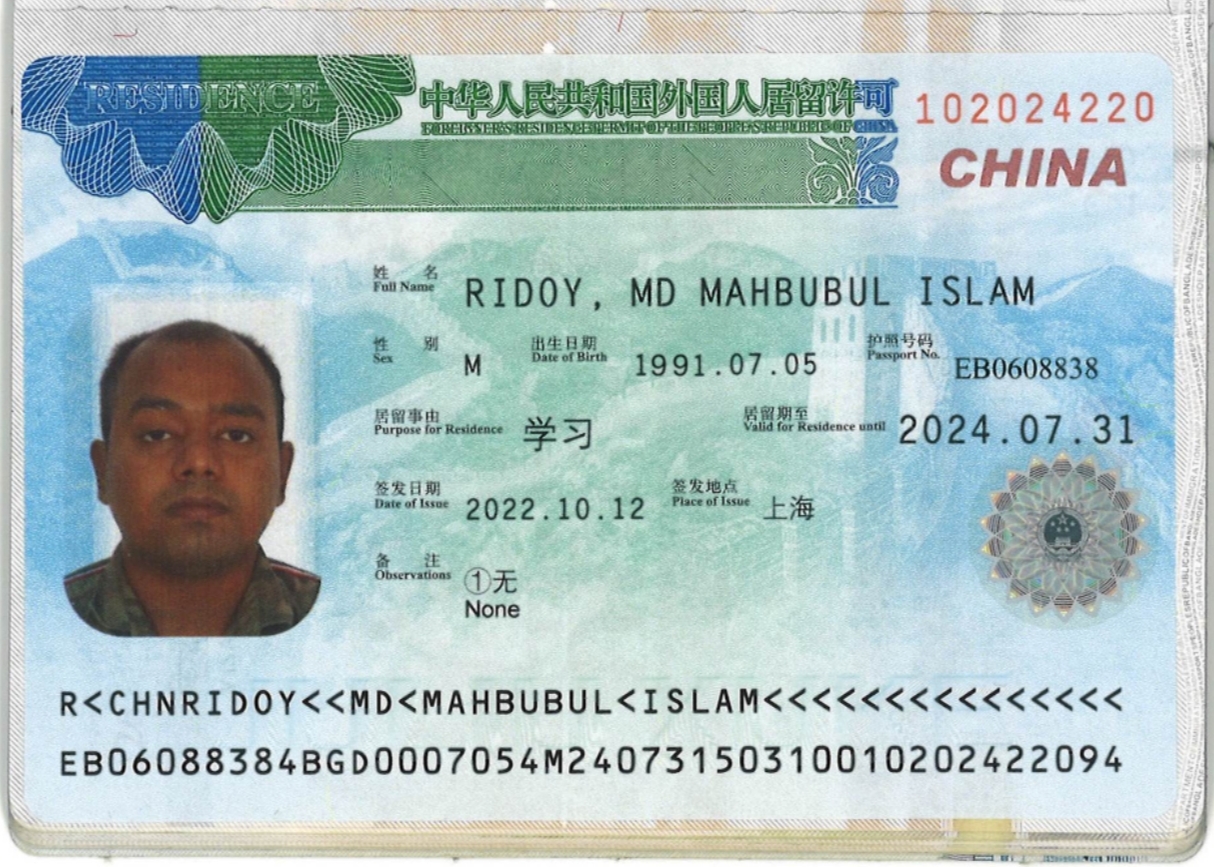 RESIDENCE
中华人民共和国外国人居留许可
FOREIGNER'S RESIDENCE PERMIT OF THE PEOPLE'S REPUBLIC OF CHINA
102024220
CHINA
姓 名
Full Name
RIDOY, MD MAHBUBUL ISLAM
性 别
Sex
M
出生日期
Date of Birth
1991.07.05
护照号码
Passport No.
EB0608838
居留事由
Purpose for Residence
学习
居留期至
Valid for Residence until
2024.07.31
签发日期
Date of Issue
2022.10.12
签发地点
Place of Issue
上海
备 注
Observations
①无
None
R<CHNRIDOY<<MD<MAHBUBUL<ISLAM<<<<<<<<<<<<<<<
EB06088384BGD0007054M24073150310010202422094